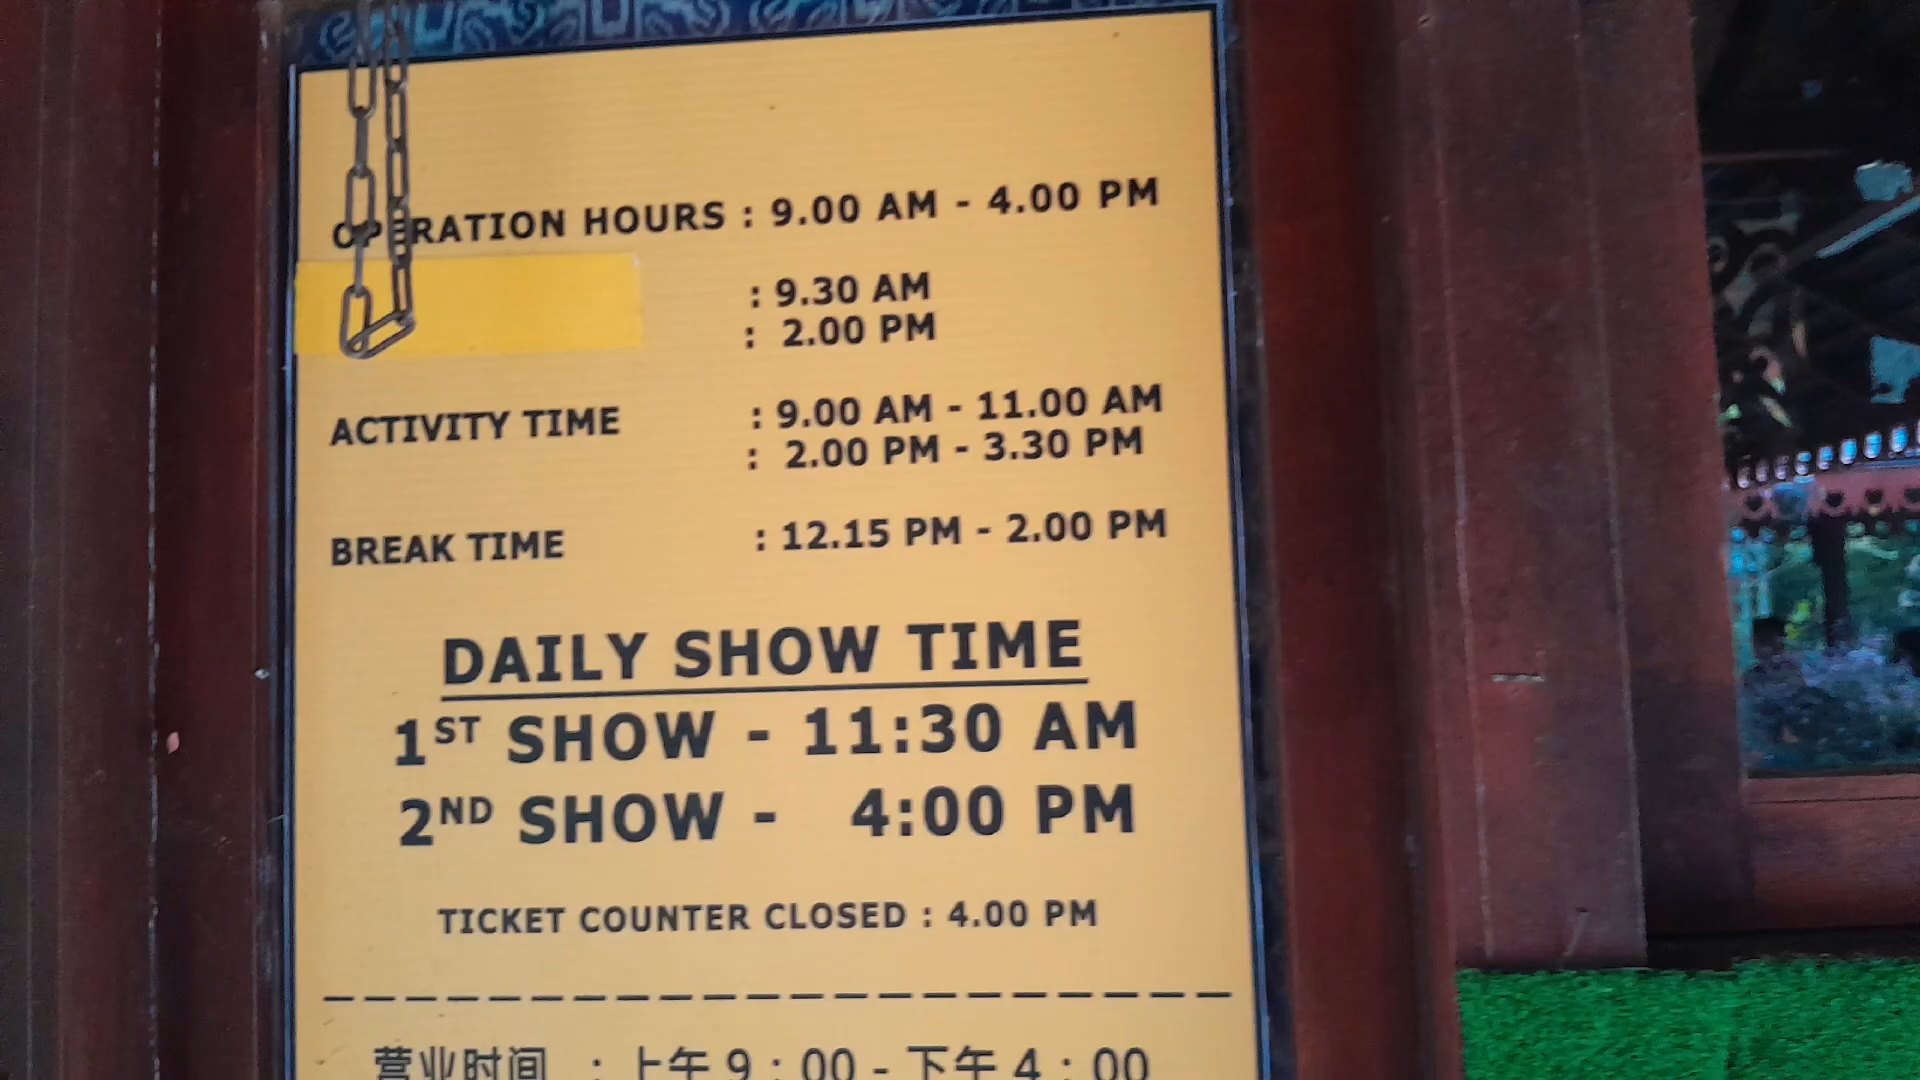 OPERATION HOURS : 9.00 AM - 4.00 PM
: 9.30 AM
: 2.00 PM
ACTIVITY TIME : 9.00 AM - 11.00 AM
: 2.00 PM - 3.30 PM
BREAK TIME : 12.15 PM - 2.00 PM
DAILY SHOW TIME
1ST SHOW - 11:30 AM
2ND SHOW - 4:00 PM
TICKET COUNTER CLOSED : 4.00 PM
营业时间 : 上午 9 : 00 - 下午 4 : 00